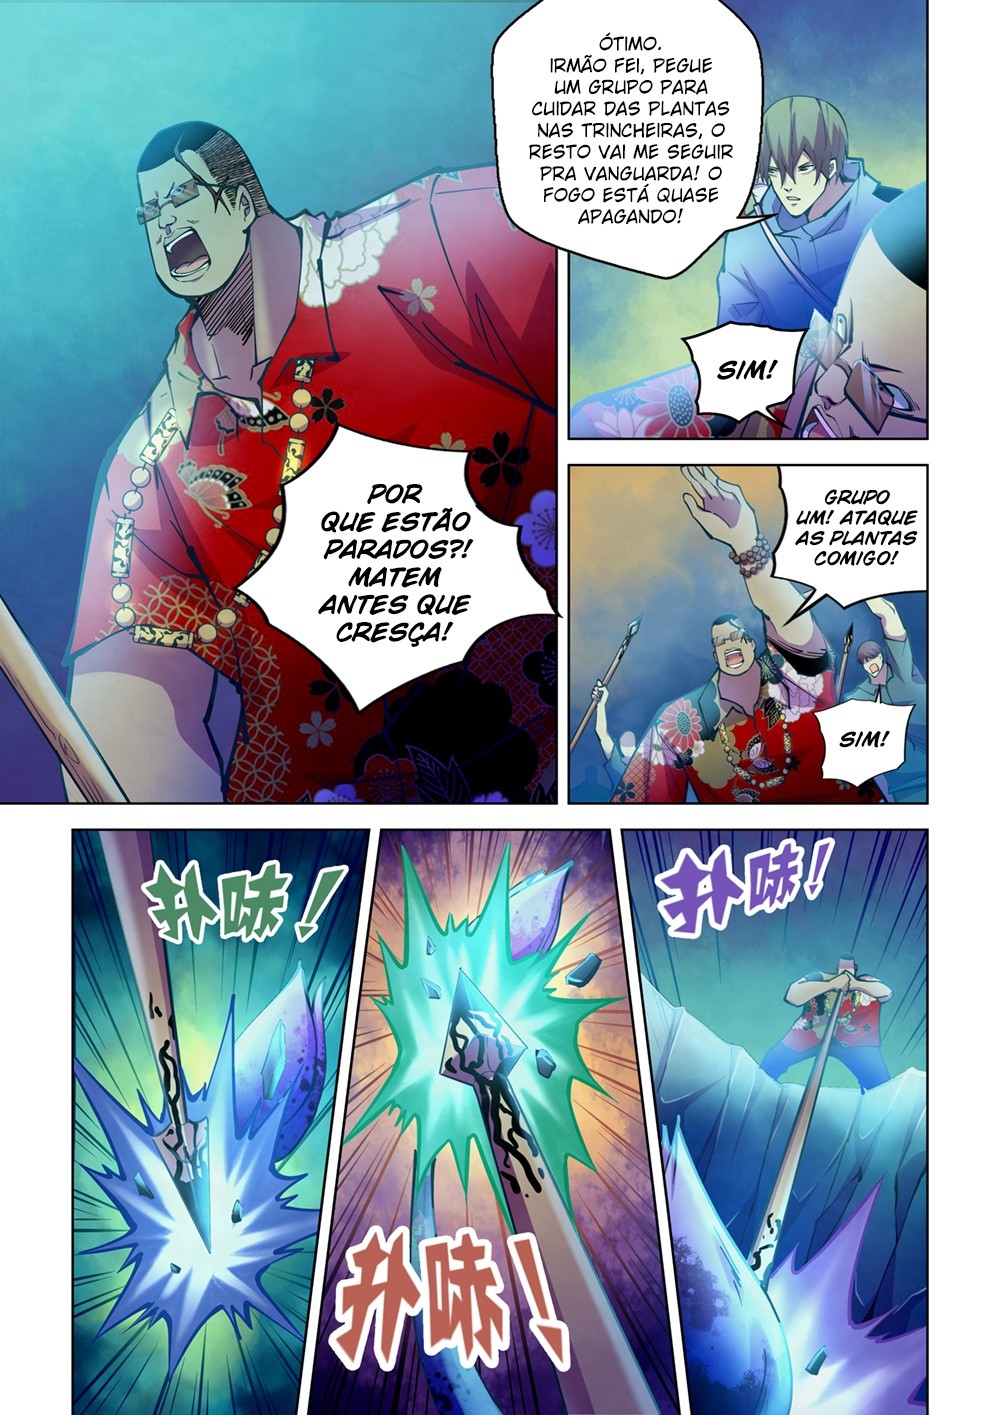 ÓTIMO.
IRMÃO FEI, PEGUE
UM GRUPO PARA
CUIDAR DAS PLANTAS
NAS TRINCHEIRAS, O
RESTO VAI ME SEGUIR
PRA VANGUARDA! O
FOGO ESTÁ QUASE
APAGANDO!
SIM!
POR
QUE ESTÃO
PARADOS?!
MATEM
ANTES QUE
CRESÇA!
GRUPO
UM! ATAQUE
AS PLANTAS
COMIGO!
SIM!
扑哧!
扑哧!
扑哧!